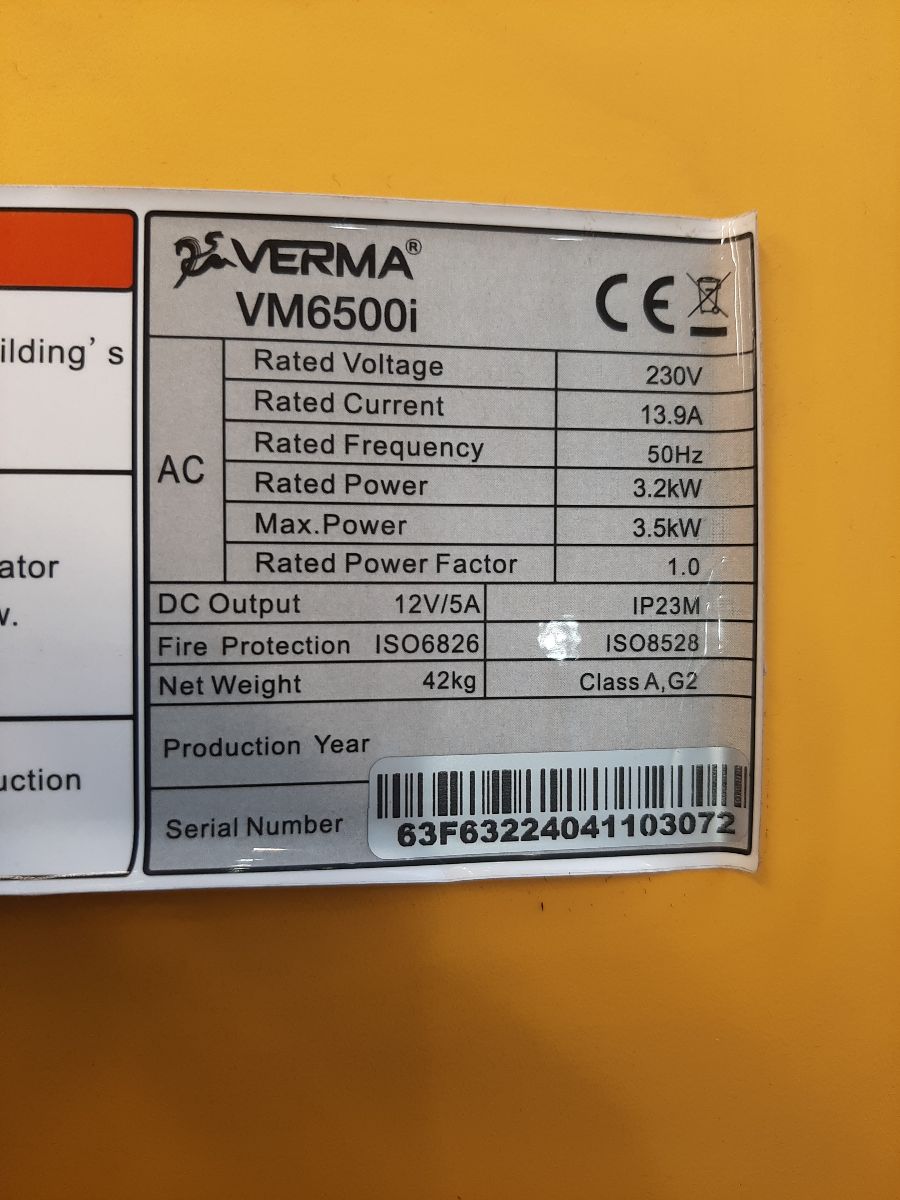 ilding's
ator
w.
uction
VERMA®
VM6500i
CE
AC
Rated Voltage 230V
Rated Current 13.9A
Rated Frequency 50Hz
Rated Power 3.2kW
Max.Power 3.5kW
Rated Power Factor 1.0
DC Output 12V/5A IP23M
Fire Protection ISO6826 ISO8528
Net Weight 42kg Class A,G2
Production Year
Serial Number 63F63224041103072